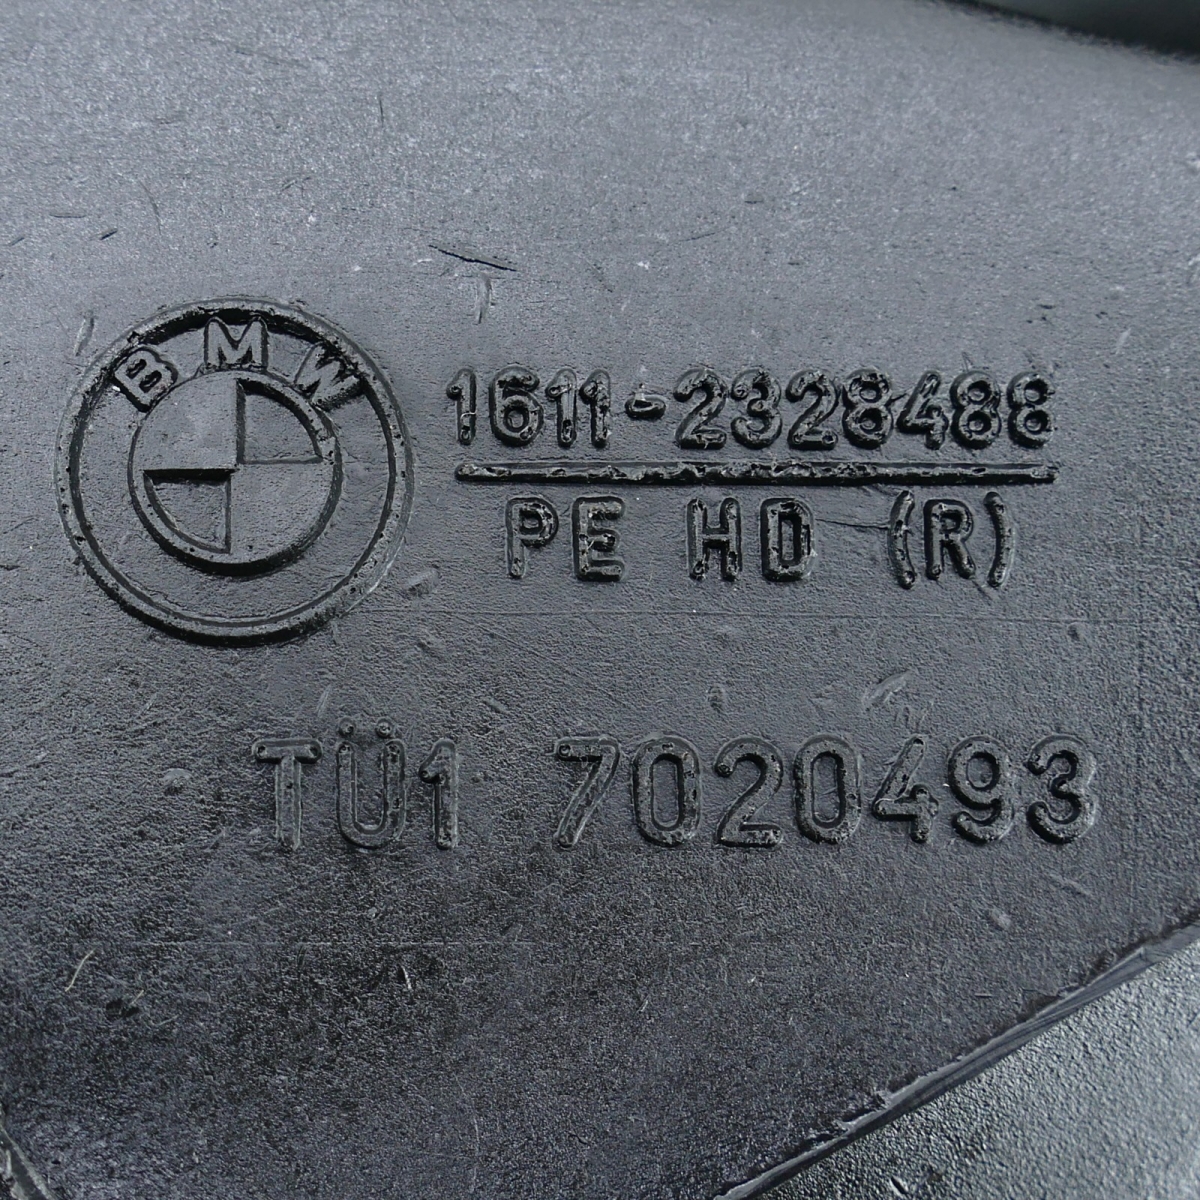 BMW
1611-2328488
PE HD (R)
TÜ1 7020493